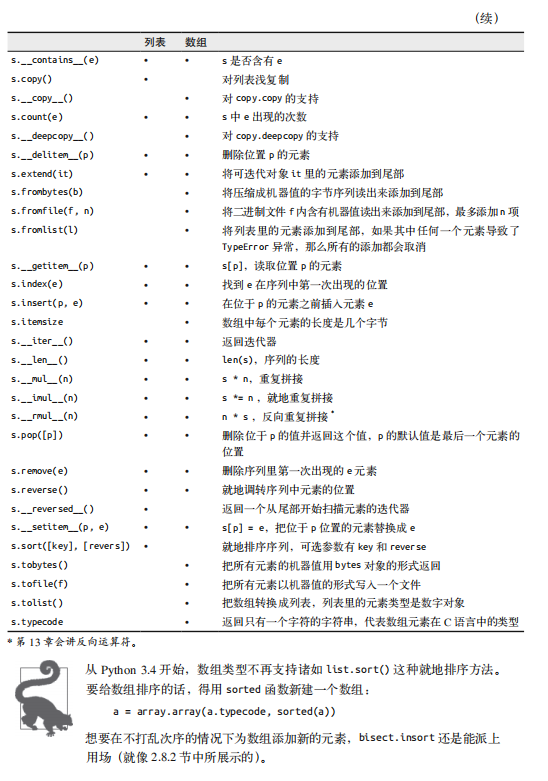 （续）
列表 数组
s.__contains__(e) • • s 是否含有 e
s.copy() • 对列表浅复制
s.__copy__() • 对 copy.copy 的支持
s.count(e) • • s 中 e 出现的次数
s.__deepcopy__() • 对 copy.deepcopy 的支持
s.__delitem__(p) • • 删除位置 p 的元素
s.extend(it) • • 将可迭代对象 it 里的元素添加到尾部
s.frombytes(b) • 将压缩成机器值的字节序列读出来添加到尾部
s.fromfile(f, n) • 将二进制文件 f 内含有机器值读出来添加到尾部，最多添加 n 项
s.fromlist(l) • 将列表里的元素添加到尾部，如果其中任何一个元素导致了
TypeError 异常，那么所有的添加都会取消
s.__getitem__(p) • • s[p]，读取位置 p 的元素
s.index(e) • • 找到 e 在序列中第一次出现的位置
s.insert(p, e) • • 在位于 p 的元素之前插入元素 e
s.itemsize • 数组中每个元素的长度是几个字节
s.__iter__() • • 返回迭代器
s.__len__() • • len(s)，序列的长度
s.__mul__(n) • • s * n，重复拼接
s.__imul__(n) • • s *= n ，就地重复拼接
s.__rmul__(n) • • n * s ，反向重复拼接*
s.pop([p]) • • 删除位于 p 的值并返回这个值，p 的默认值是最后一个元素的
位置
s.remove(e) • • 删除序列里第一次出现的 e 元素
s.reverse() • • 就地调转序列中元素的位置
s.__reversed__() • 返回一个从尾部开始扫描元素的迭代器
s.__setitem__(p, e) • • s[p] = e，把位于 p 位置的元素替换成 e
s.sort([key], [revers]) • 就地排序序列，可选参数有 key 和 reverse
s.tobytes() • 把所有元素的机器值用 bytes 对象的形式返回
s.tofile(f) • 把所有元素以机器值的形式写入一个文件
s.tolist() • 把数组转换成列表，列表里的元素类型是数字对象
s.typecode • 返回只有一个字符的字符串，代表数组元素在 C 语言中的类型
* 第 13 章会讲反向运算符。
从 Python 3.4 开始，数组类型不再支持诸如 list.sort() 这种就地排序方法。
要给数组排序的话，得用 sorted 函数新建一个数组：
a = array.array(a.typecode, sorted(a))
想要在不打乱次序的情况下为数组添加新的元素，bisect.insort 还是能派上
用场（就像 2.8.2 节中所展示的）。